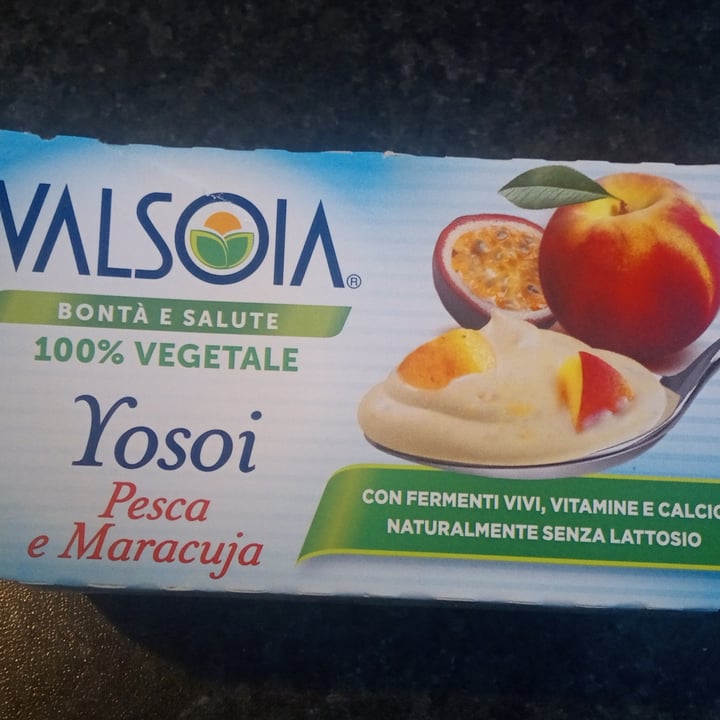 VALSOIA®
BONTÀ E SALUTE
100% VEGETALE
Yosoi
Pesca
e Maracuja
CON FERMENTI VIVI, VITAMINE E CALCIO
NATURALMENTE SENZA LATTOSIO